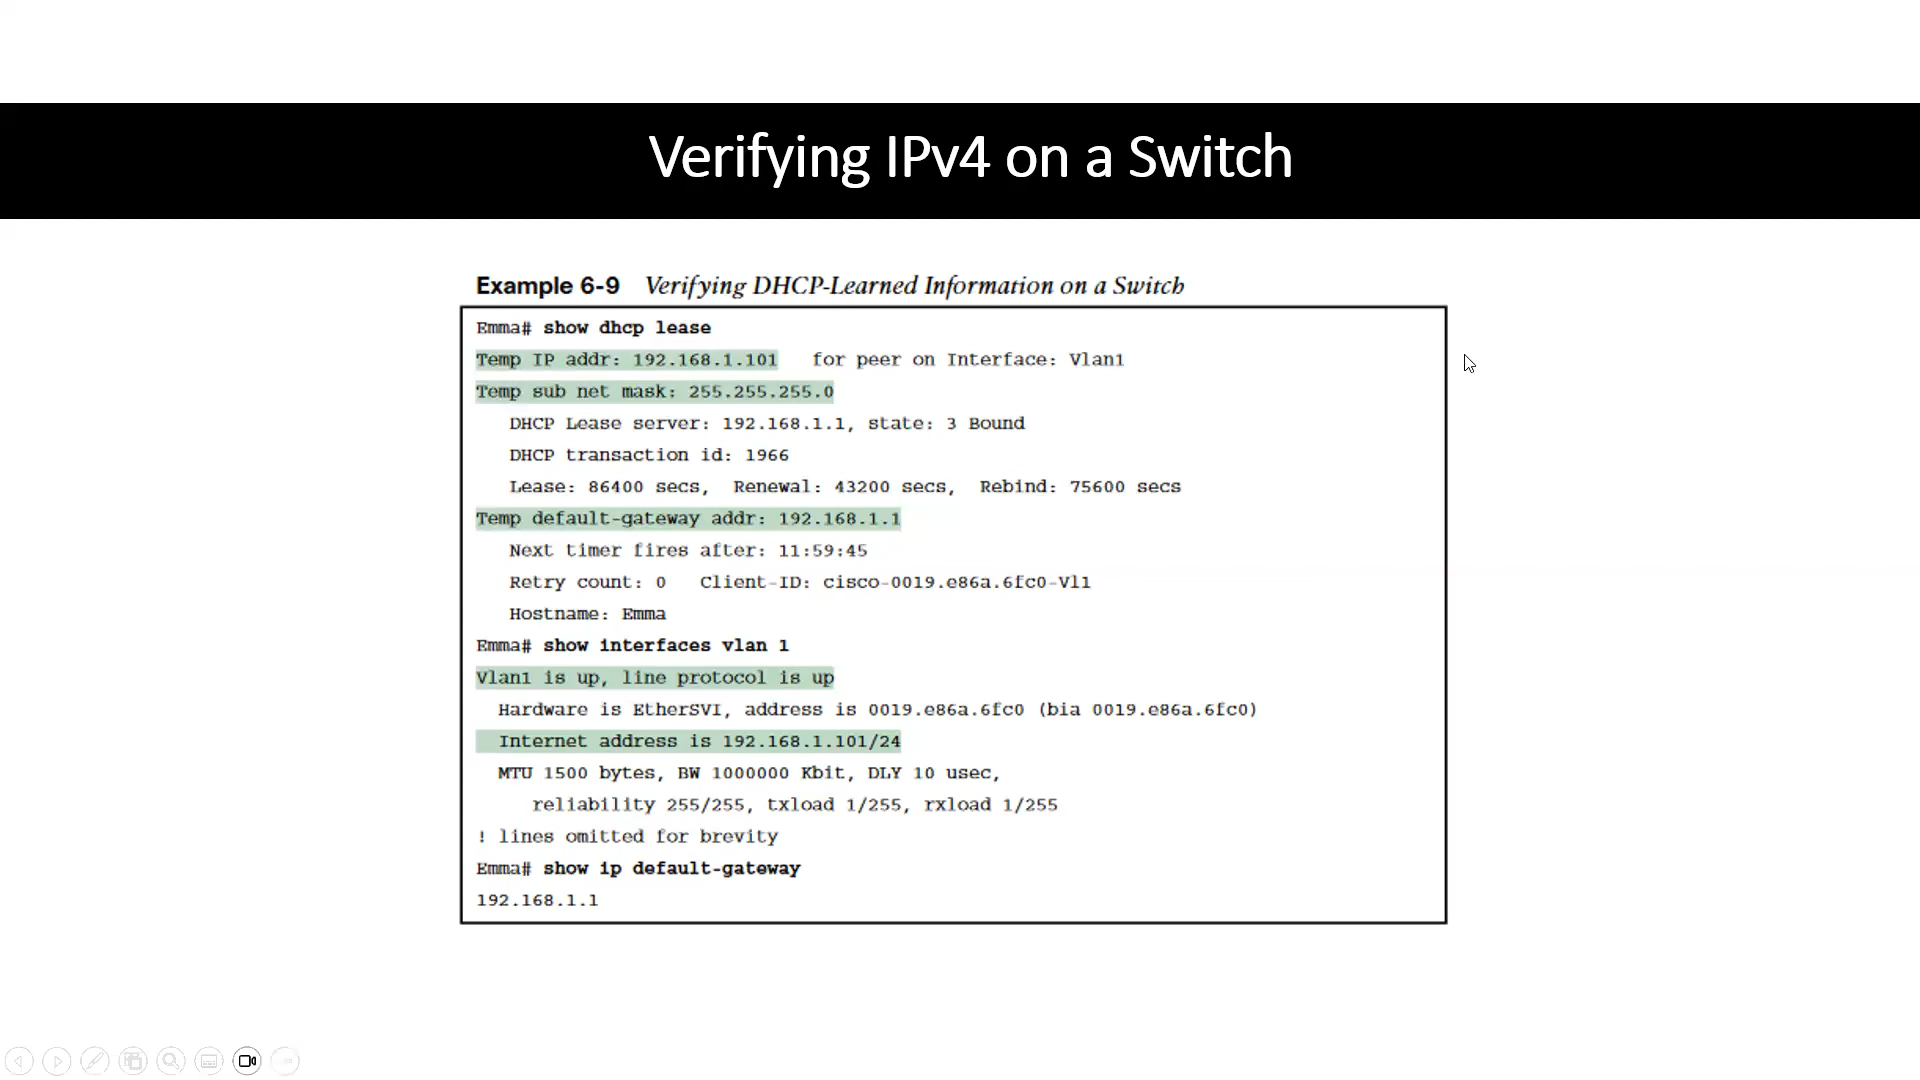 Verifying IPv4 on a Switch
Example 6-9 Verifying DHCP-Learned Information on a Switch
Emma# show dhcp lease
Temp IP addr: 192.168.1.101 for peer on Interface: Vlan1
Temp sub net mask: 255.255.255.0
DHCP Lease server: 192.168.1.1, state: 3 Bound
DHCP transaction id: 1966
Lease: 86400 secs, Renewal: 43200 secs, Rebind: 75600 secs
Temp default-gateway addr: 192.168.1.1
Next timer fires after: 11:59:45
Retry count: 0 Client-ID: cisco-0019.e86a.6fc0-Vl1
Hostname: Emma
Emma# show interfaces vlan 1
Vlan1 is up, line protocol is up
Hardware is EtherSVI, address is 0019.e86a.6fc0 (bia 0019.e86a.6fc0)
Internet address is 192.168.1.101/24
MTU 1500 bytes, BW 1000000 Kbit, DLY 10 usec,
reliability 255/255, txload 1/255, rxload 1/255
! lines omitted for brevity
Emma# show ip default-gateway
192.168.1.1